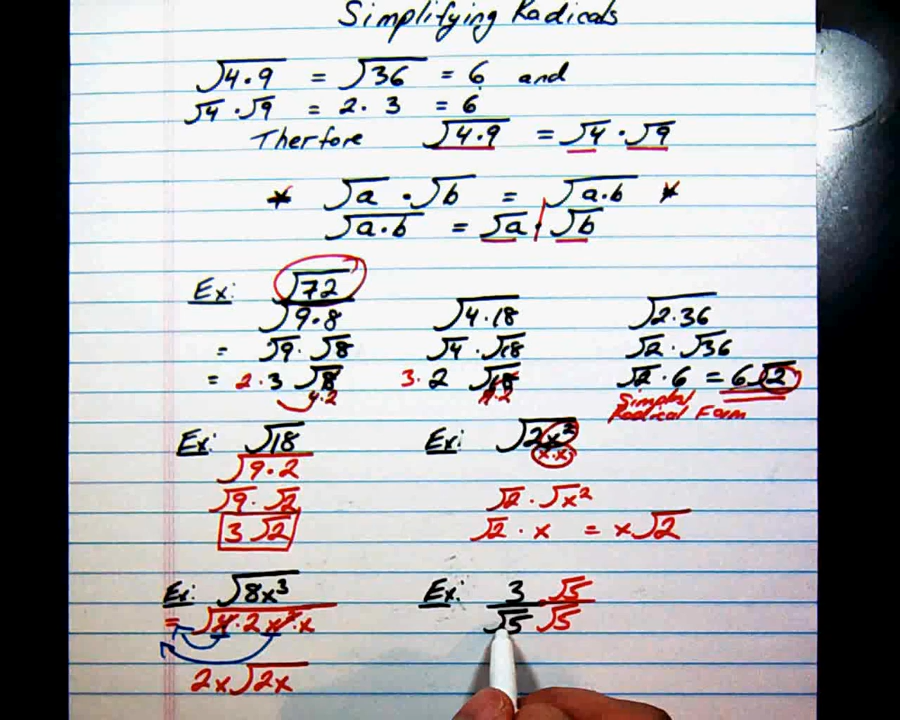 Simplifying Radicals
√4·9 = √36 = 6 and
√4 · √9 = 2 · 3 = 6
Therfore √4·9 = √4 · √9
* √a · √b = √a·b *
√a·b = √a · √b
Ex: √72
√9·8 √4·18 √2·36
= √9 · √8 √4 · √18 √2 · √36
= 2·3 √8 3·2 √18 √2 · 6 = 6√2
4·2 9·2 Simplest
Radical Form
Ex: √18 Ex: √2x²
√9·2 x·x
√9 · √2 √2 · √x²
3√2 √2 · x = x√2
Ex: √8x³ Ex: 3/√5 √5/√5
= √4·2x²·x
2x√2x